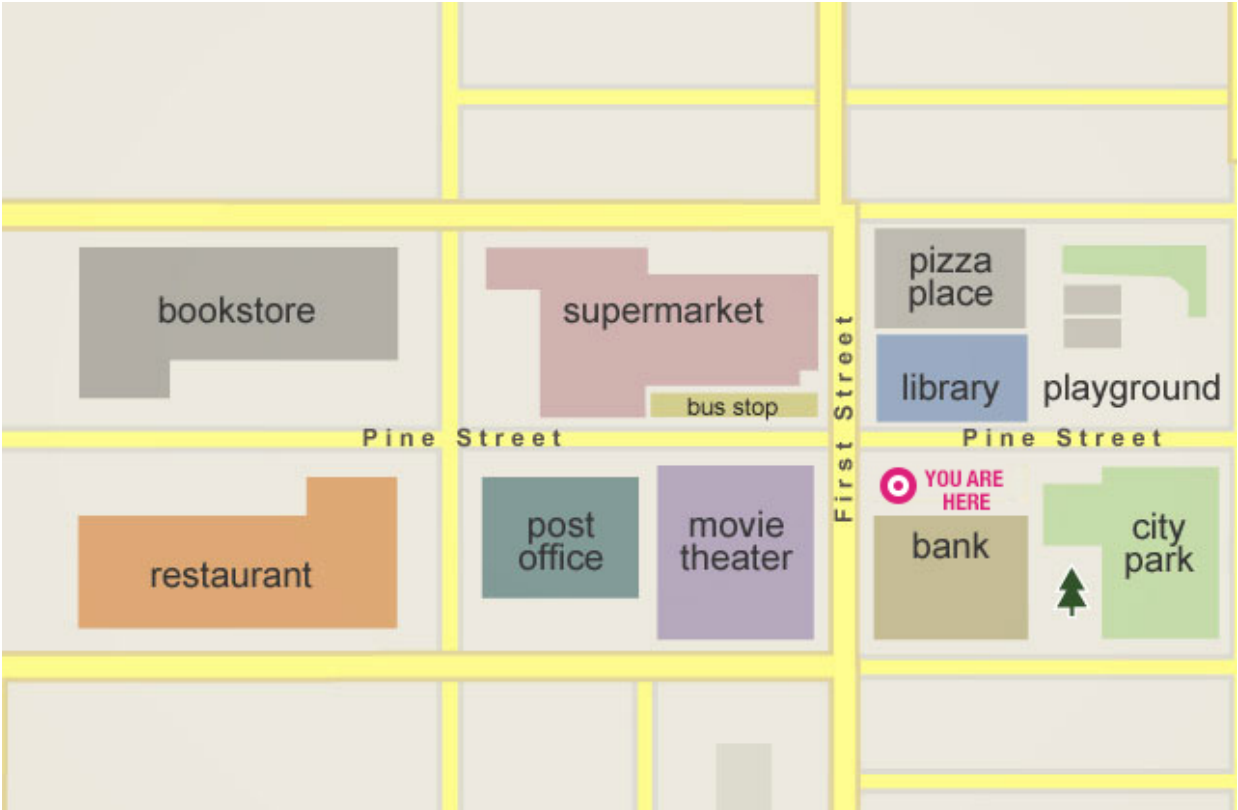 pizza
place
bookstore
supermarket
library
playground
bus stop
First Street
Pine Street
Pine Street
YOU ARE
HERE
post
office
movie
theater
bank
city
park
restaurant